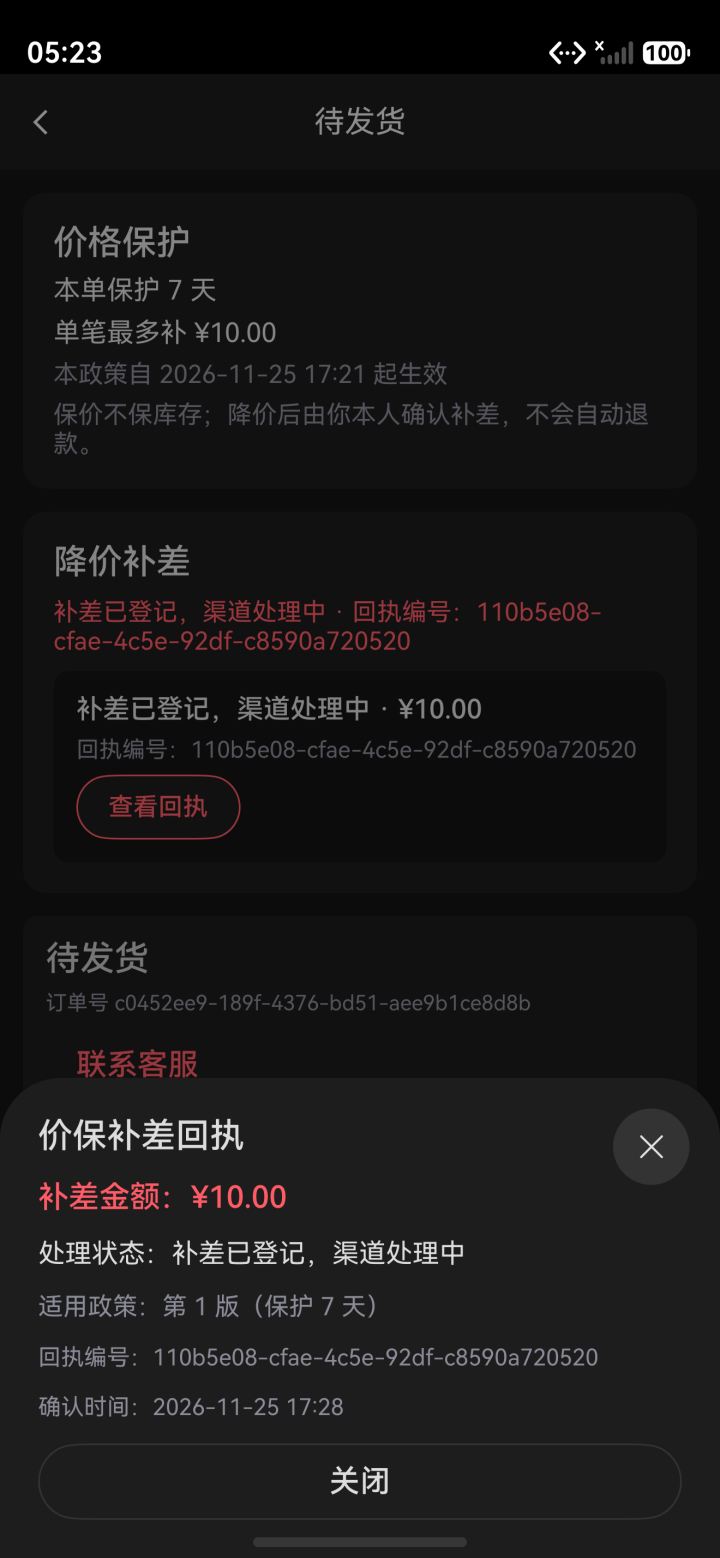 05:23
x
100
待发货
价格保护
本单保护 7 天
单笔最多补 ¥10.00
本政策自 2026-11-25 17:21 起生效
保价不保库存；降价后由你本人确认补差，不会自动退
款。
降价补差
补差已登记，渠道处理中 · 回执编号：110b5e08-
cfae-4c5e-92df-c8590a720520
补差已登记，渠道处理中 · ¥10.00
回执编号：110b5e08-cfae-4c5e-92df-c8590a720520
查看回执
待发货
订单号 c0452ee9-189f-4376-bd51-aee9b1ce8d8b
联系客服
价保补差回执
补差金额：¥10.00
处理状态：补差已登记，渠道处理中
适用政策：第 1 版（保护 7 天）
回执编号：110b5e08-cfae-4c5e-92df-c8590a720520
确认时间：2026-11-25 17:28
关闭